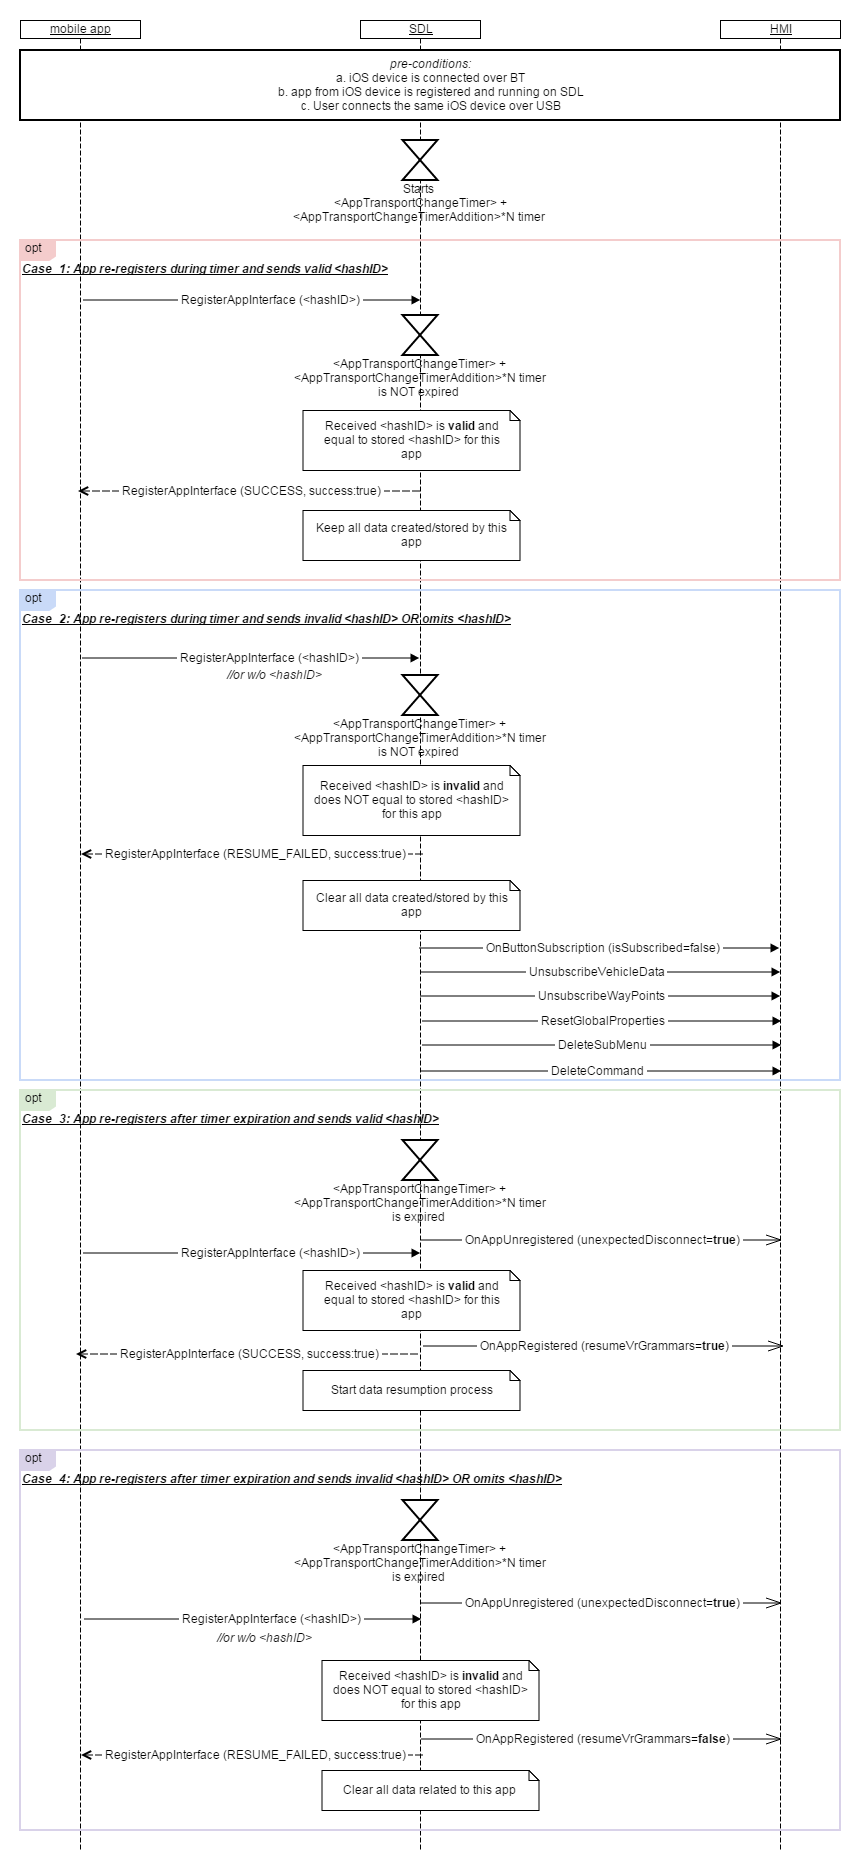 mobile app
SDL
HMI
pre-conditions:
a. iOS device is connected over BT
b. app from iOS device is registered and running on SDL
c. User connects the same iOS device over USB
Starts
<AppTransportChangeTimer> +
<AppTransportChangeTimerAddition>*N timer
opt
Case_1: App re-registers during timer and sends valid <hashID>
RegisterAppInterface (<hashID>)
<AppTransportChangeTimer> +
<AppTransportChangeTimerAddition>*N timer
is NOT expired
Received <hashID> is valid and
equal to stored <hashID> for this
app
RegisterAppInterface (SUCCESS, success:true)
Keep all data created/stored by this
app
opt
Case_2: App re-registers during timer and sends invalid <hashID> OR omits <hashID>
RegisterAppInterface (<hashID>)
//or w/o <hashID>
<AppTransportChangeTimer> +
<AppTransportChangeTimerAddition>*N timer
is NOT expired
Received <hashID> is invalid and
does NOT equal to stored <hashID>
for this app
RegisterAppInterface (RESUME_FAILED, success:true)
Clear all data created/stored by this
app
OnButtonSubscription (isSubscribed=false)
UnsubscribeVehicleData
UnsubscribeWayPoints
ResetGlobalProperties
DeleteSubMenu
DeleteCommand
opt
Case_3: App re-registers after timer expiration and sends valid <hashID>
<AppTransportChangeTimer> +
<AppTransportChangeTimerAddition>*N timer
is expired
OnAppUnregistered (unexpectedDisconnect=true)
RegisterAppInterface (<hashID>)
Received <hashID> is valid and
equal to stored <hashID> for this
app
OnAppRegistered (resumeVrGrammars=true)
RegisterAppInterface (SUCCESS, success:true)
Start data resumption process
opt
Case_4: App re-registers after timer expiration and sends invalid <hashID> OR omits <hashID>
<AppTransportChangeTimer> +
<AppTransportChangeTimerAddition>*N timer
is expired
OnAppUnregistered (unexpectedDisconnect=true)
RegisterAppInterface (<hashID>)
//or w/o <hashID>
Received <hashID> is invalid and
does NOT equal to stored <hashID>
for this app
OnAppRegistered (resumeVrGrammars=false)
RegisterAppInterface (RESUME_FAILED, success:true)
Clear all data related to this app